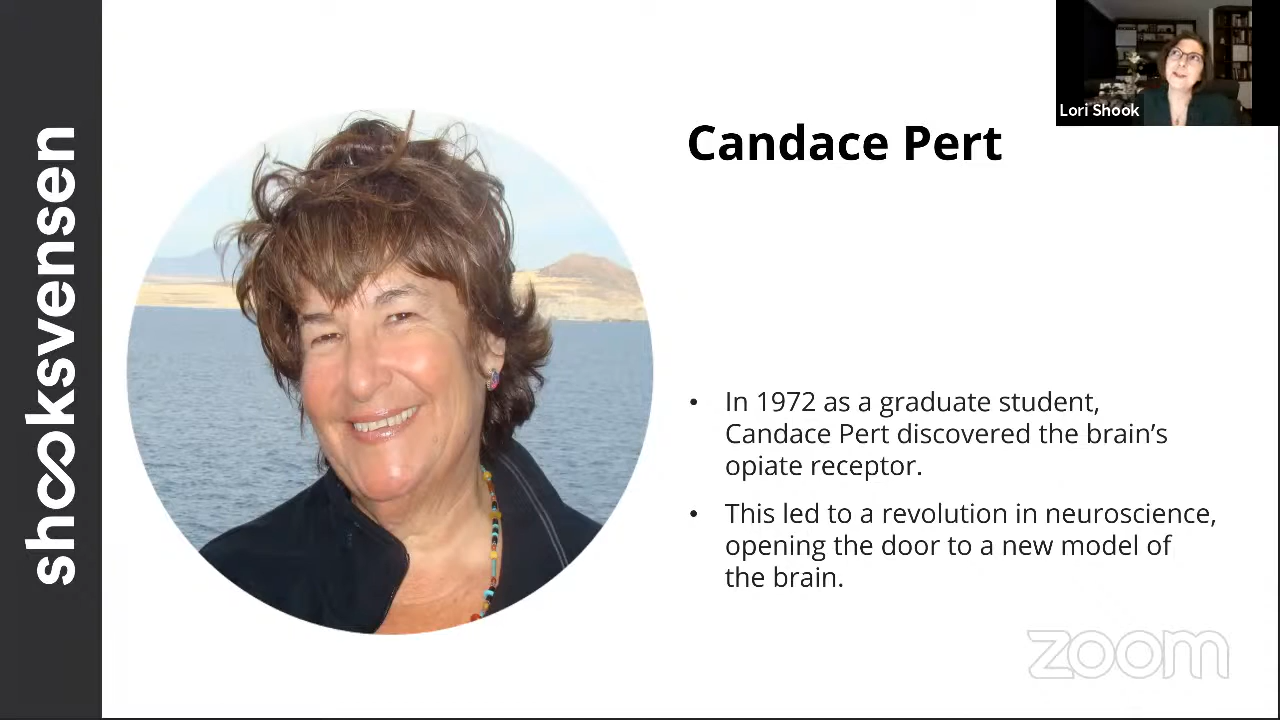 shooksvensen
Lori Shook
Candace Pert
• In 1972 as a graduate student,
Candace Pert discovered the brain’s
opiate receptor.
• This led to a revolution in neuroscience,
opening the door to a new model of
the brain.
zoom